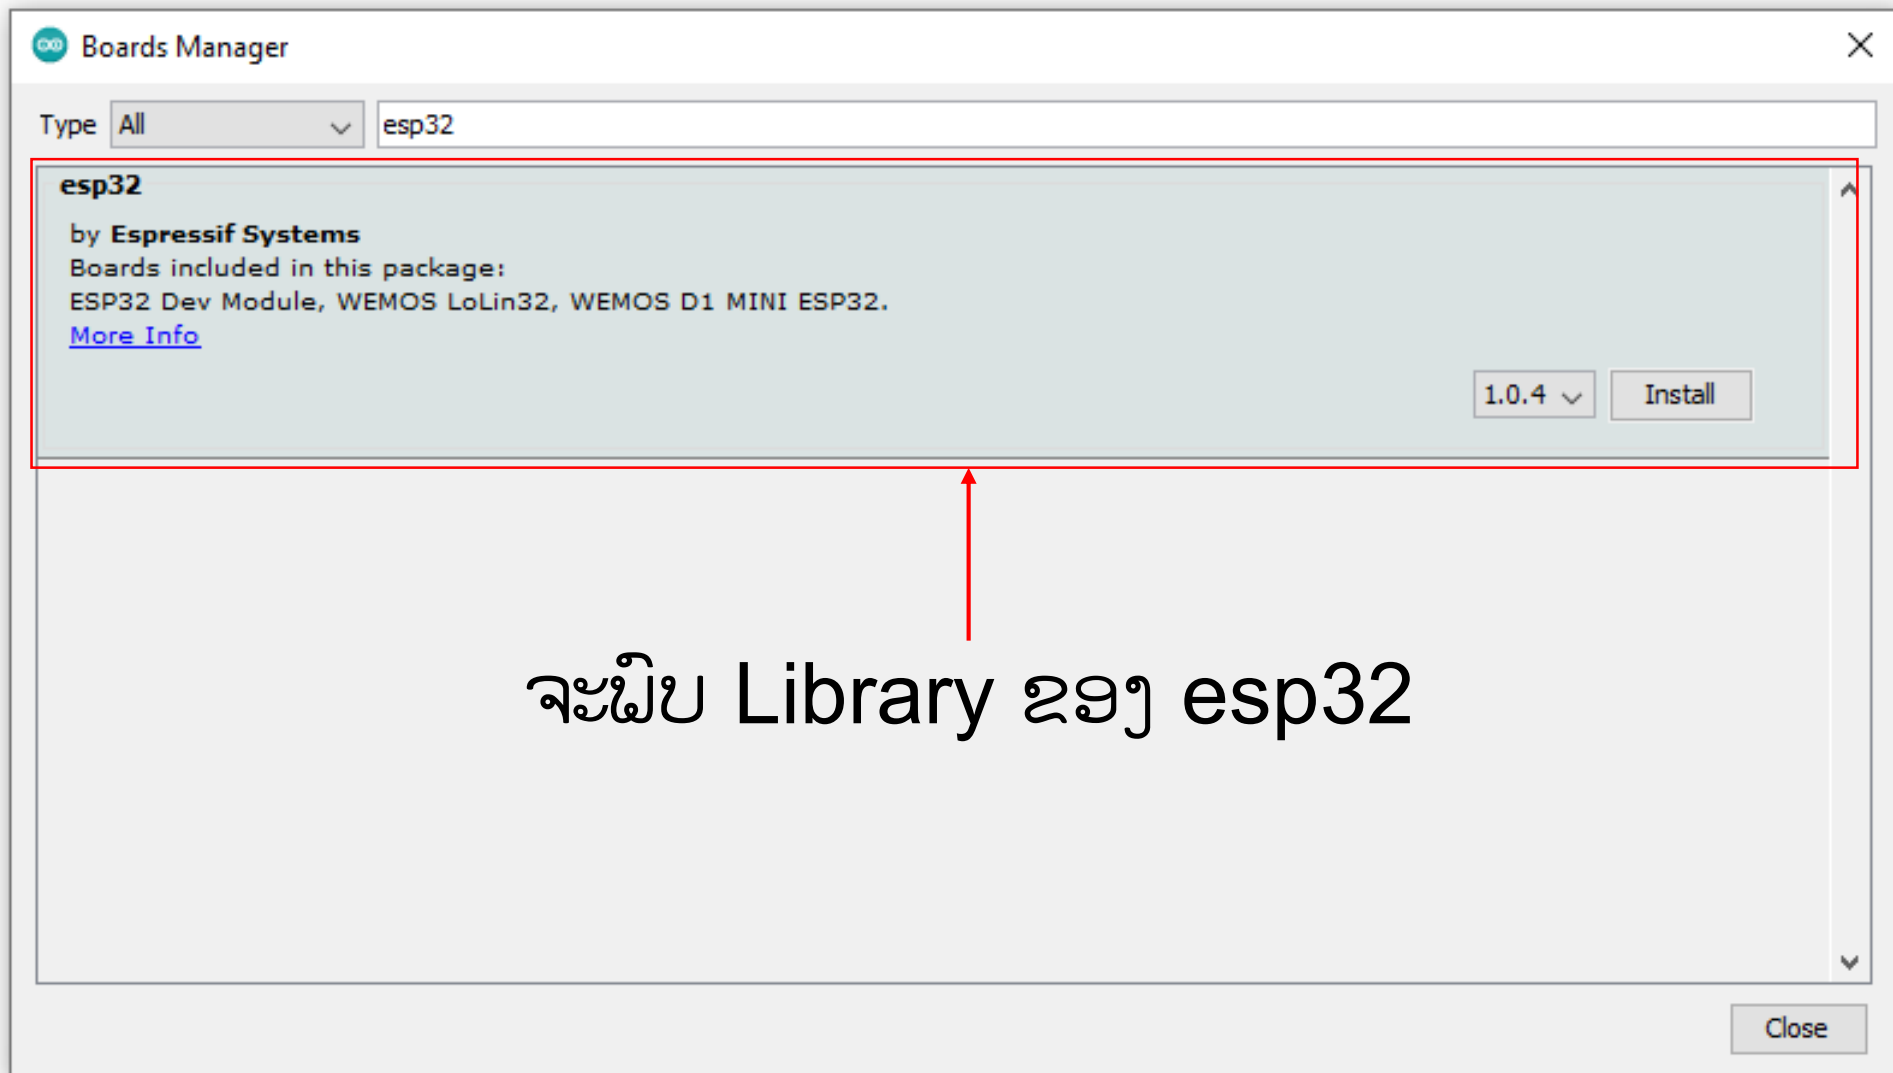 Boards Manager
Type All esp32
esp32
by Espressif Systems
Boards included in this package:
ESP32 Dev Module, WEMOS LoLin32, WEMOS D1 MINI ESP32.
More Info
1.0.4 Install
ຈະພົບ Library ຂອງ esp32
Close